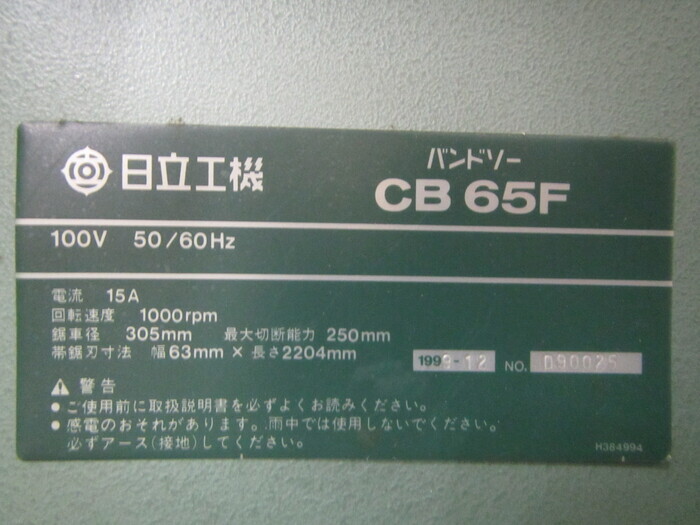 日立工機
バンドソー
CB 65F
100V 50/60Hz
電流 15A
回転速度 1000rpm
鋸車径 305mm 最大切断能力 250mm
帯鋸刃寸法 幅63mm×長さ2204mm
1999-12 NO. 090025
警告
●ご使用前に取扱説明書を必ずよくお読みください。
●感電のおそれがあります。雨中では使用しないでください。
必ずアース(接地)してください。
H384994